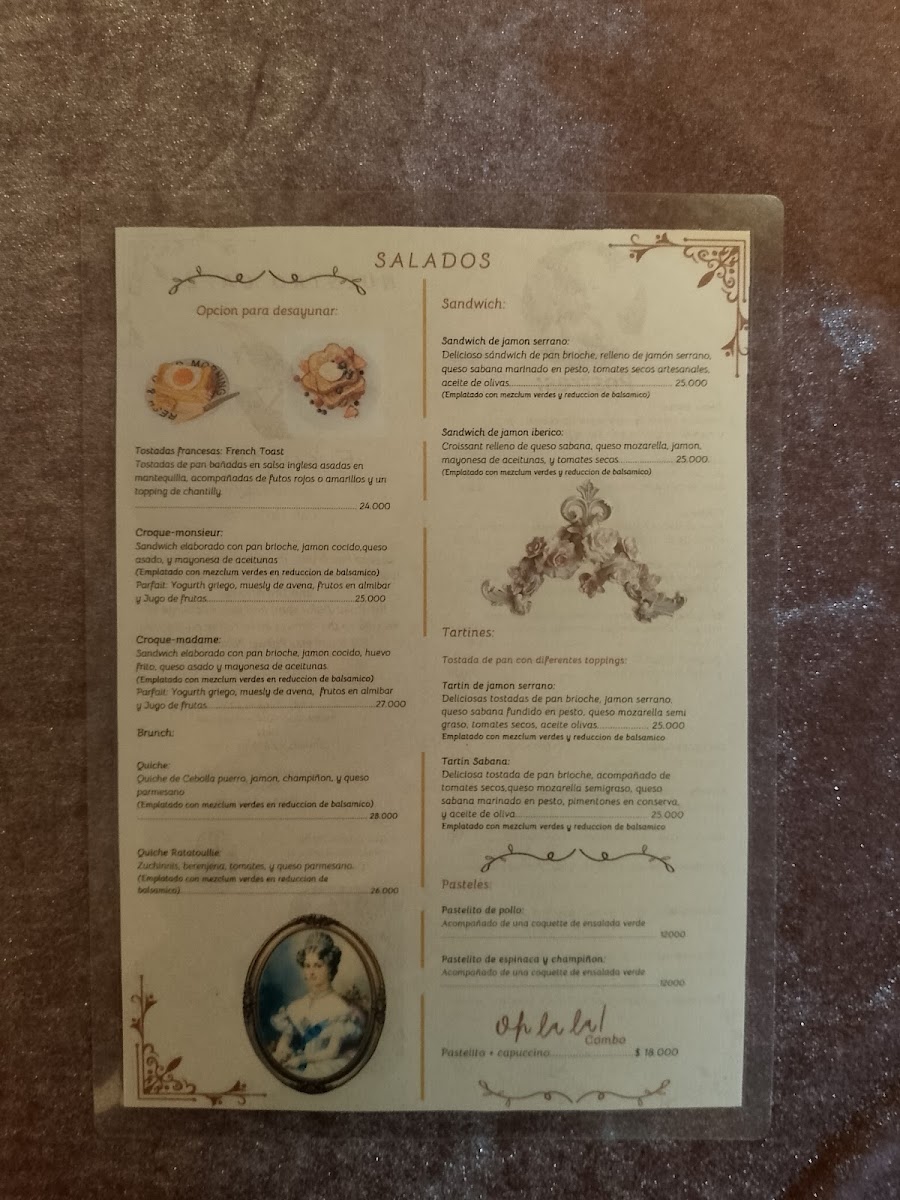 SALADOS
Opcion para desayunar:
FRESH & GOOD MORNING
Tostadas francesas: French Toast
Tostadas de pan bañadas en salsa inglesa asadas en
mantequilla, acompañadas de futos rojos o amarillos y un
topping de chantilly
24.000
Croque-monsieur:
Sandwich elaborado con pan brioche, jamon cocido,queso
asado, y mayonesa de aceitunas
(Emplatado con mezclum verdes en reduccion de balsamico)
Parfait: Yogurth griego, muesly de avena, frutos en almibar
y Jugo de frutas 25.000
Croque-madame:
Sandwich elaborado con pan brioche, jamon cocido, huevo
frito, queso asado y mayonesa de aceitunas
(Emplatado con mezclum verdes en reduccion de balsamico)
Parfait: Yogurth griego, muesly de avena, frutos en almibar
y Jugo de frutas 27.000
Brunch:
Quiche:
Quiche de Cebolla puerro, jamon, champiñon, y queso
parmesano
(Emplatado con mezclum verdes en reduccion de balsamico)
28.000
Quiche Ratatoullie:
Zuchinnis, berenjena, tomates, y queso parmesano.
(Emplatado con mezclum verdes en reduccion de
balsamico) 26.000
Sandwich:
Sandwich de jamon serrano:
Delicioso sándwich de pan brioche, relleno de jamón serrano,
queso sabana marinado en pesto, tomates secos artesanales,
aceite de olivas 25.000
(Emplatado con mezclum verdes y reduccion de balsamico)
Sandwich de jamon iberico:
Croissant relleno de queso sabana, queso mozarella, jamon,
mayonesa de aceitunas, y tomates secos 25.000
(Emplatado con mezclum verdes y reduccion de balsamico)
Tartines:
Tostada de pan con diferentes toppings:
Tartin de jamon serrano:
Deliciosas tostadas de pan brioche, jamon serrano,
queso sabana fundido en pesto, queso mozarella semi
graso, tomates secos, aceite olivas 25.000
Emplatado con mezclum verdes y reduccion de balsamico
Tartin Sabana:
Deliciosa tostada de pan brioche, acompañado de
tomates secos,queso mozarella semigraso, queso
sabana marinado en pesto, pimentones en conserva,
y aceite de oliva 25.000
Emplatado con mezclum verdes y reduccion de balsamico
Pasteles:
Pastelito de pollo:
Acompañado de una coquette de ensalada verde
12000
Pastelito de espinaca y champiñon:
Acompañado de una coquette de ensalada verde
12000
Oh la la!
Combo
Pastelito + capuccino $ 18.000